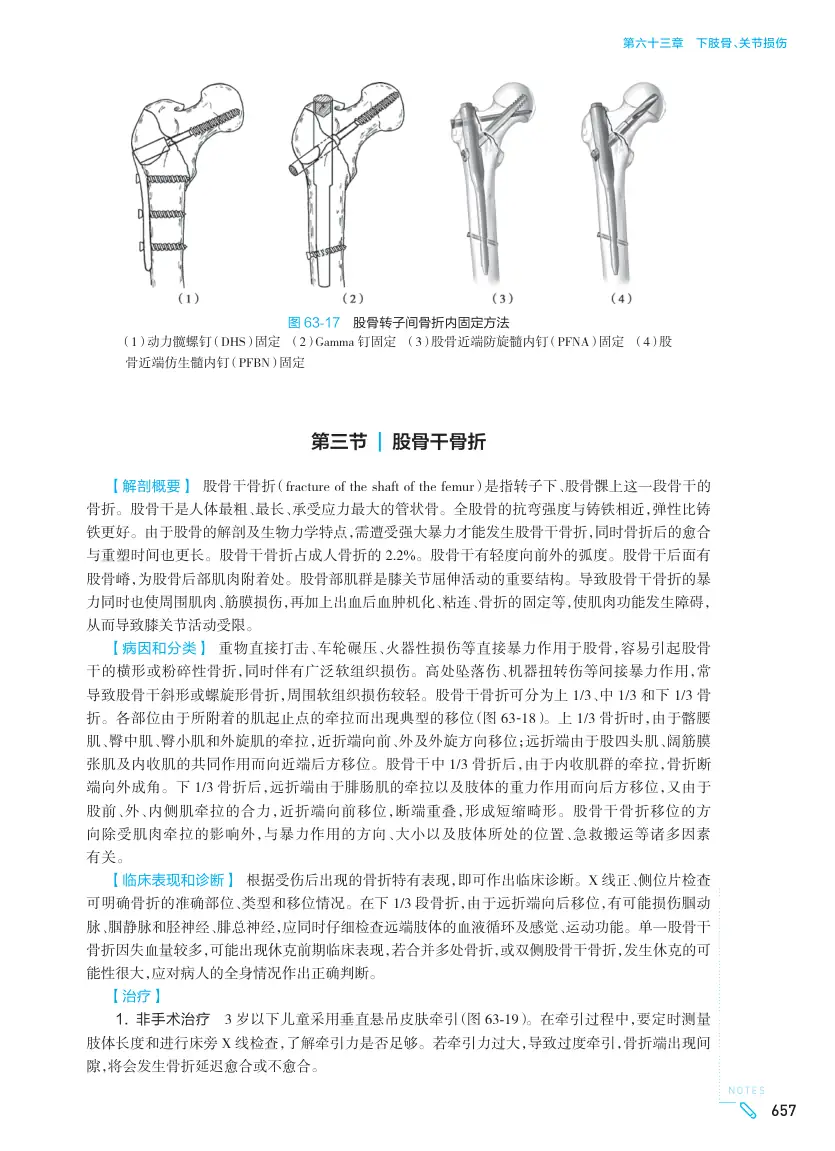 第六十三章　下肢骨、关节损伤
（1）
（2）
（3）
（4）
图 63-17　股骨转子间骨折内固定方法
（1）动力髋螺钉（DHS）固定　（2）Gamma 钉固定　（3）股骨近端防旋髓内钉（PFNA）固定　（4）股
骨近端仿生髓内钉（PFBN）固定
第三节 | 股骨干骨折
【解剖概要】 股骨干骨折（fracture of the shaft of the femur）是指转子下、股骨髁上这一段骨干的
骨折。股骨干是人体最粗、最长、承受应力最大的管状骨。全股骨的抗弯强度与铸铁相近，弹性比铸
铁更好。由于股骨的解剖及生物力学特点，需遭受强大暴力才能发生股骨干骨折，同时骨折后的愈合
与重塑时间也更长。股骨干骨折占成人骨折的 2.2%。股骨干有轻度向前外的弧度。股骨干后面有
股骨嵴，为股骨后部肌肉附着处。股骨部肌群是膝关节屈伸活动的重要结构。导致股骨干骨折的暴
力同时也使周围肌肉、筋膜损伤，再加上出血后血肿机化、粘连、骨折的固定等，使肌肉功能发生障碍，
从而导致膝关节活动受限。
【病因和分类】 重物直接打击、车轮碾压、火器性损伤等直接暴力作用于股骨，容易引起股骨
干的横形或粉碎性骨折，同时伴有广泛软组织损伤。高处坠落伤、机器扭转伤等间接暴力作用，常
导致股骨干斜形或螺旋形骨折，周围软组织损伤较轻。股骨干骨折可分为上 1/3、中 1/3 和下 1/3 骨
折。各部位由于所附着的肌起止点的牵拉而出现典型的移位（图 63-18）。上 1/3 骨折时，由于髂腰
肌、臀中肌、臀小肌和外旋肌的牵拉，近折端向前、外及外旋方向移位；远折端由于股四头肌、阔筋膜
张肌及内收肌的共同作用而向近端后方移位。股骨干中 1/3 骨折后，由于内收肌群的牵拉，骨折断
端向外成角。下 1/3 骨折后，远折端由于腓肠肌的牵拉以及肢体的重力作用而向后方移位，又由于
股前、外、内侧肌牵拉的合力，近折端向前移位，断端重叠，形成短缩畸形。股骨干骨折移位的方
向除受肌肉牵拉的影响外，与暴力作用的方向、大小以及肢体所处的位置、急救搬运等诸多因素
有关。
【临床表现和诊断】 根据受伤后出现的骨折特有表现，即可作出临床诊断。X 线正、侧位片检查
可明确骨折的准确部位、类型和移位情况。在下 1/3 段骨折，由于远折端向后移位，有可能损伤腘动
脉、腘静脉和胫神经、腓总神经，应同时仔细检查远端肢体的血液循环及感觉、运动功能。单一股骨干
骨折因失血量较多，可能出现休克前期临床表现，若合并多处骨折，或双侧股骨干骨折，发生休克的可
能性很大，应对病人的全身情况作出正确判断。
【治疗】
1. 非手术治疗　3 岁以下儿童采用垂直悬吊皮肤牵引（图 63-19）。在牵引过程中，要定时测量
肢体长度和进行床旁 X 线检查，了解牵引力是否足够。若牵引力过大，导致过度牵引，骨折端出现间
隙，将会发生骨折延迟愈合或不愈合。
NOTES
657